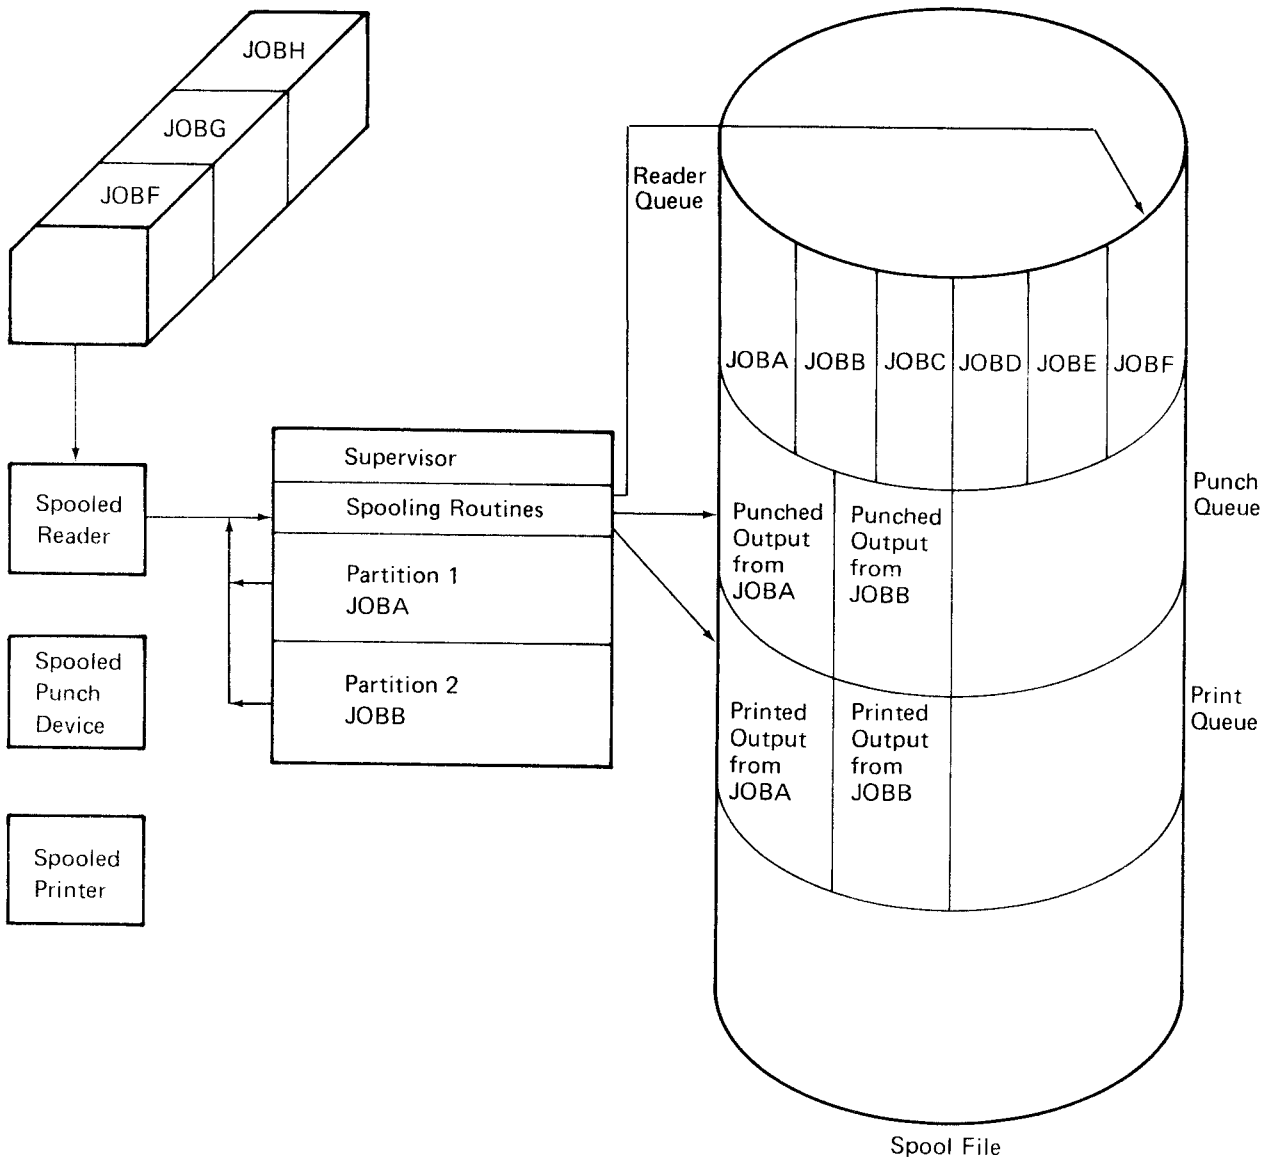 JOBH
JOBG
JOBF
Reader
Queue
JOBA
JOBB
JOBC
JOBD
JOBE
JOBF
Supervisor
Spooling Routines
Partition 1
JOBA
Partition 2
JOBB
Spooled
Reader
Spooled
Punch
Device
Spooled
Printer
Punched
Output
from
JOBA
Punched
Output
from
JOBB
Punch
Queue
Printed
Output
from
JOBA
Printed
Output
from
JOBB
Print
Queue
Spool File